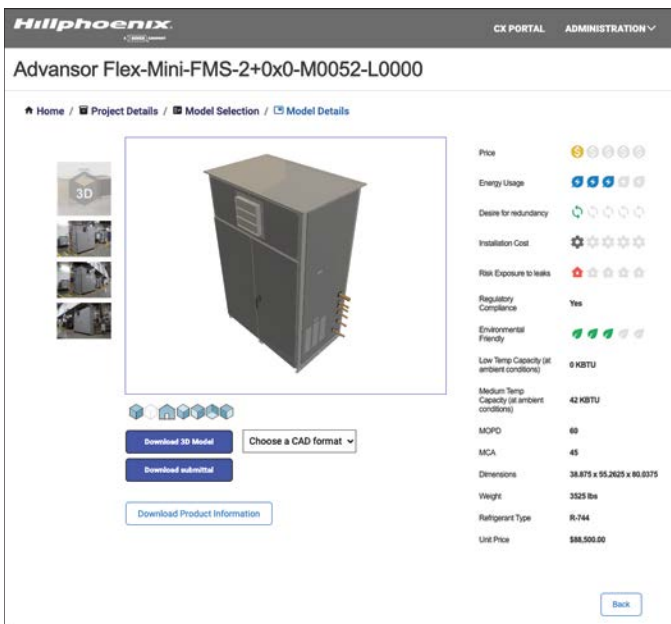 Hillphoenix
CX PORTAL
ADMINISTRATION
Advansor Flex-Mini-FMS-2+0x0-M0052-L0000
Home / Project Details / Model Selection / Model Details
3D
Price
Energy Usage
Desire for redundancy
Installation Cost
Risk Exposure to leaks
Regulatory
Compliance
Yes
Environmental
Friendly
Low Temp Capacity (at
ambient conditions)
0 KBTU
Medium Temp
Capacity (at ambient
conditions)
42 KBTU
MOPD
60
MCA
45
Dimensions
38.875 x 55.2625 x 80.0375
Weight
3525 lbs
Refrigerant Type
R-744
Unit Price
$88,500.00
Download 3D Model
Choose a CAD format
Download submittal
Download Product Information
Back